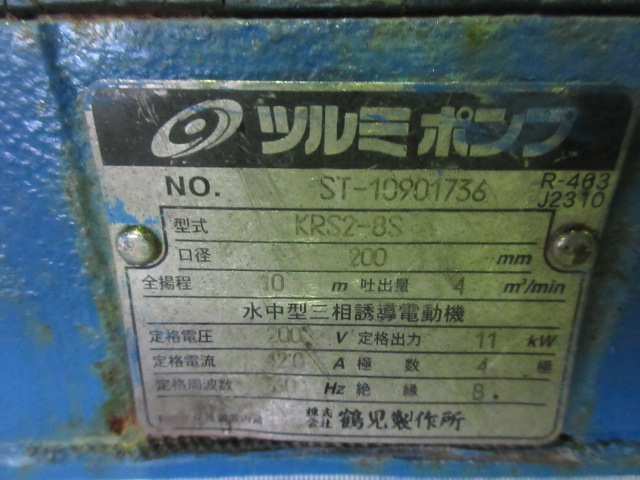 ツルミポンプ
NO. ST-10901736 R-463
J2310
型式 KRS2-8S
口径 200 mm
全揚程 10 m 吐出量 4 m³/min
水中型三相誘導電動機
定格電圧 200 V 定格出力 11 kW
定格電流 A 極数 4 極
定格周波数 Hz 絶縁 B
株式会社 鶴見製作所